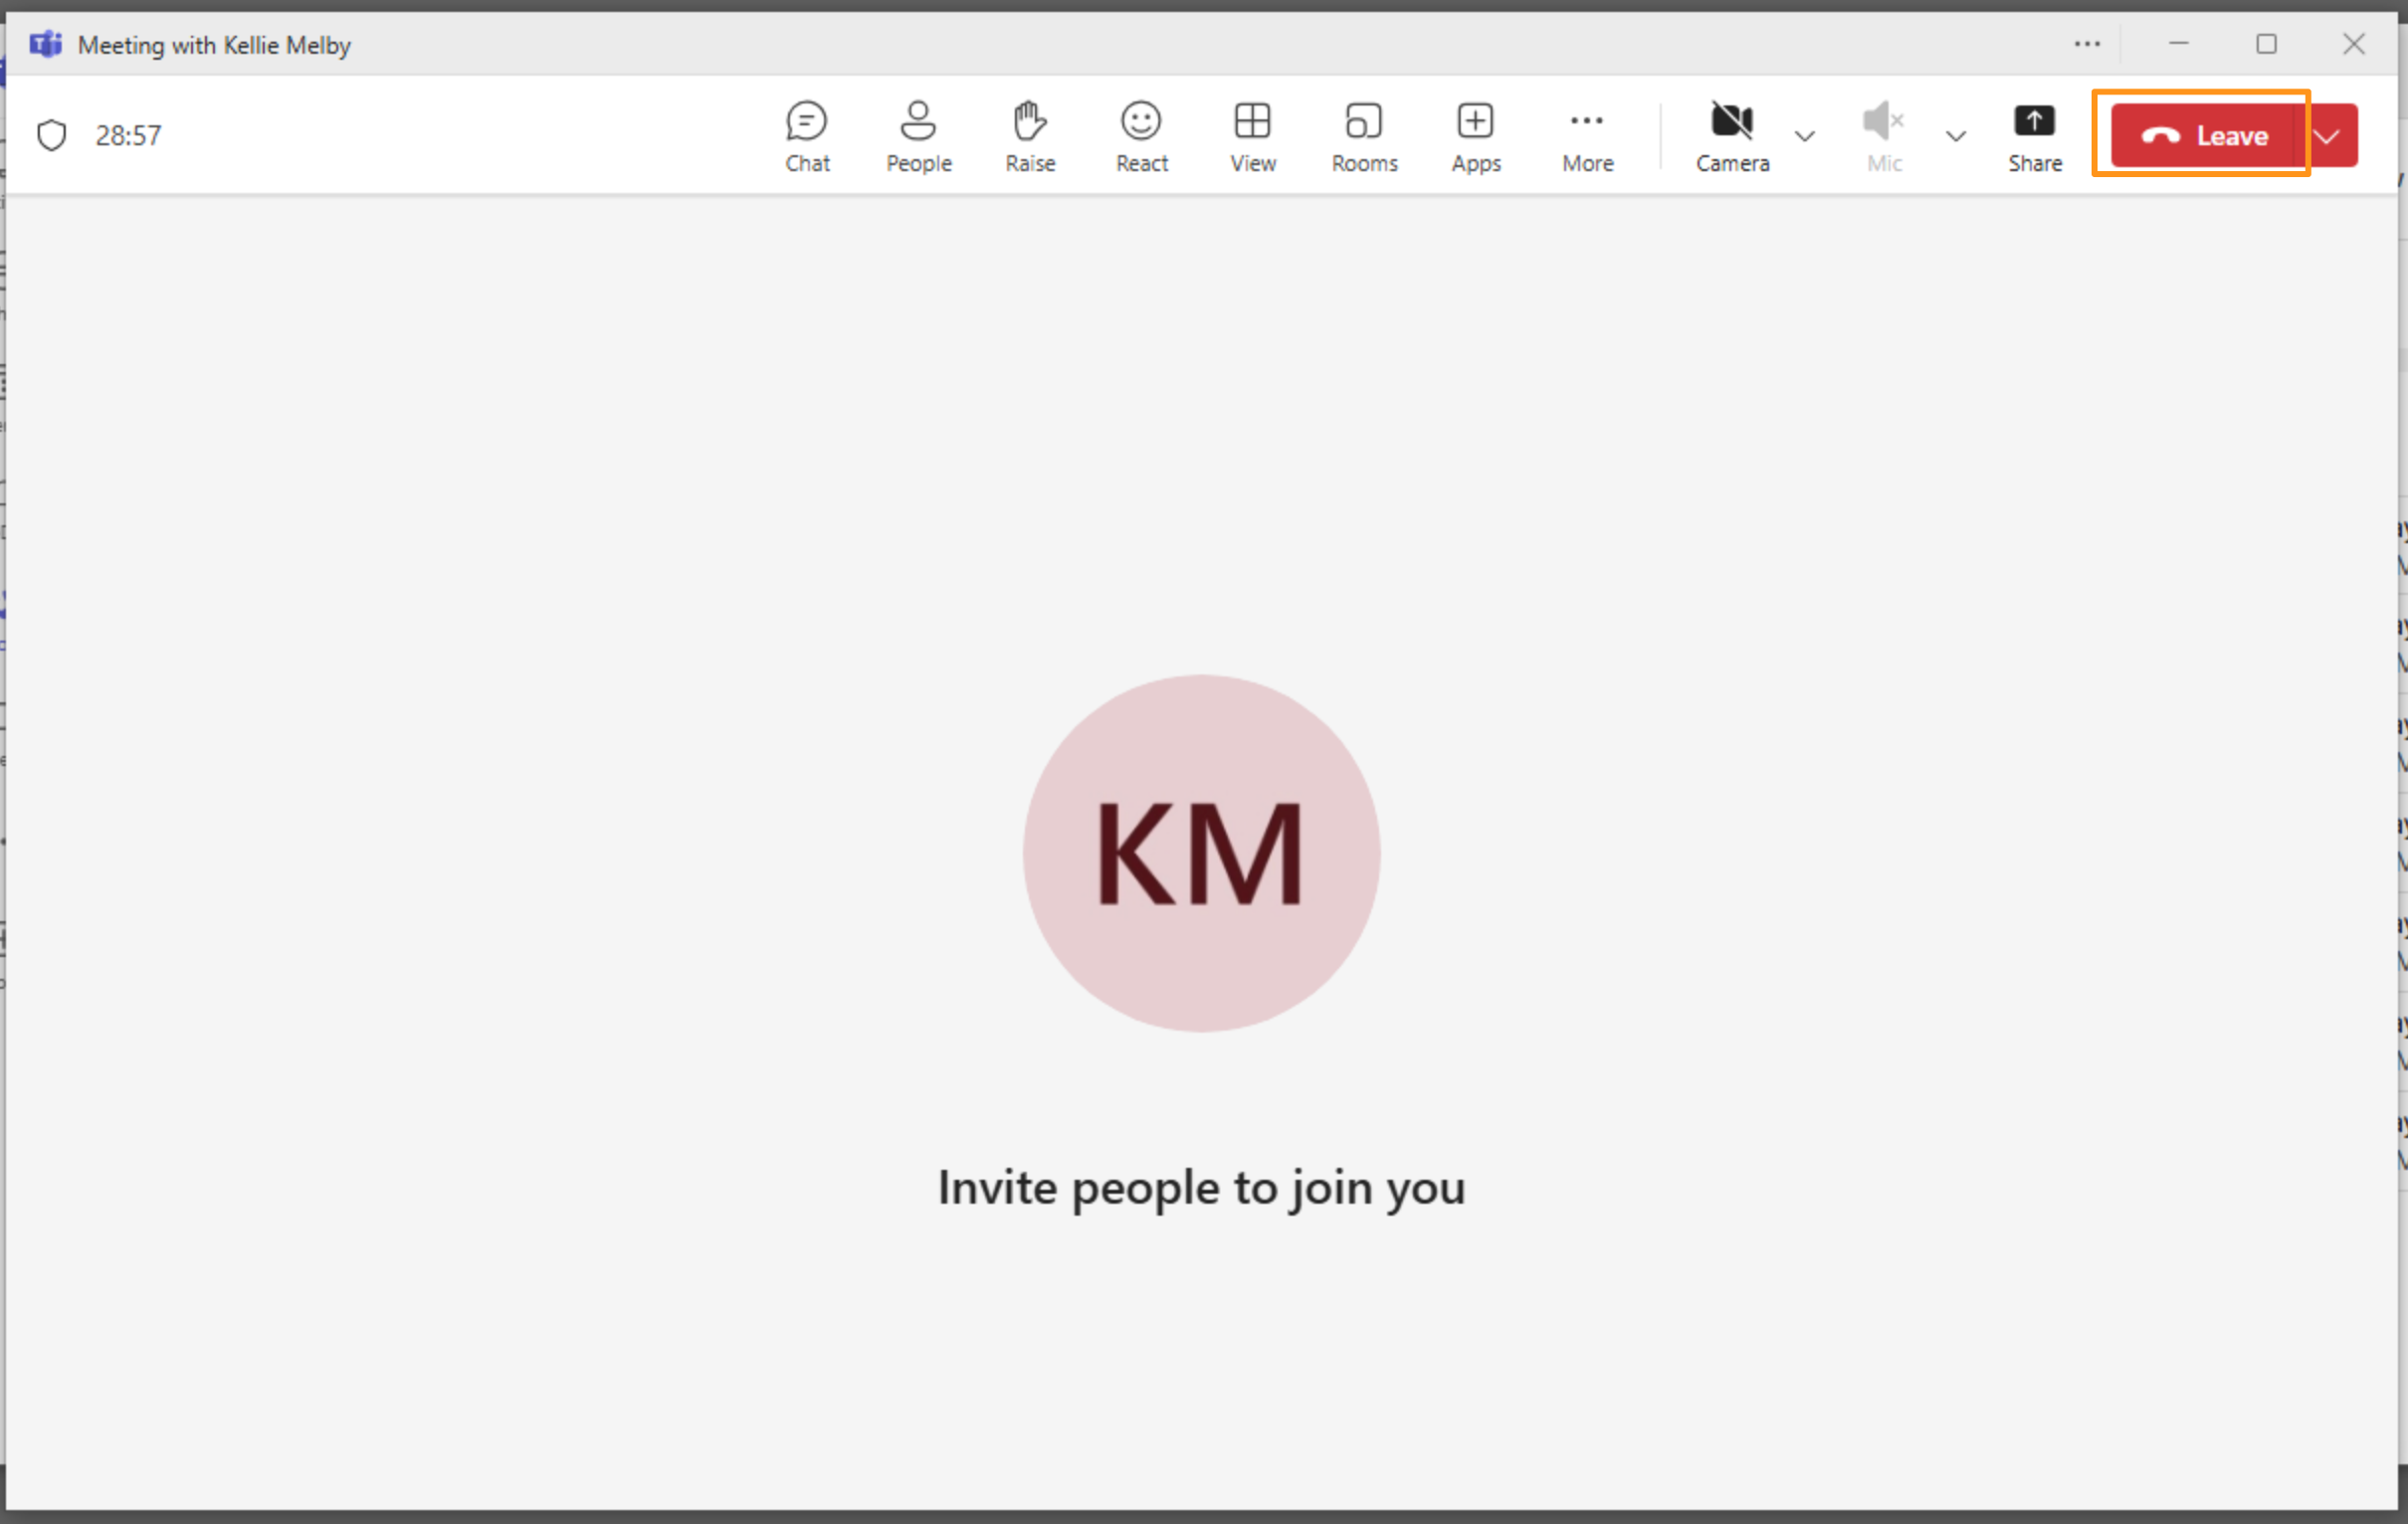 Meeting with Kellie Melby
28:57
Chat People Raise React View Rooms Apps More Camera Mic Share Leave
KM
Invite people to join you